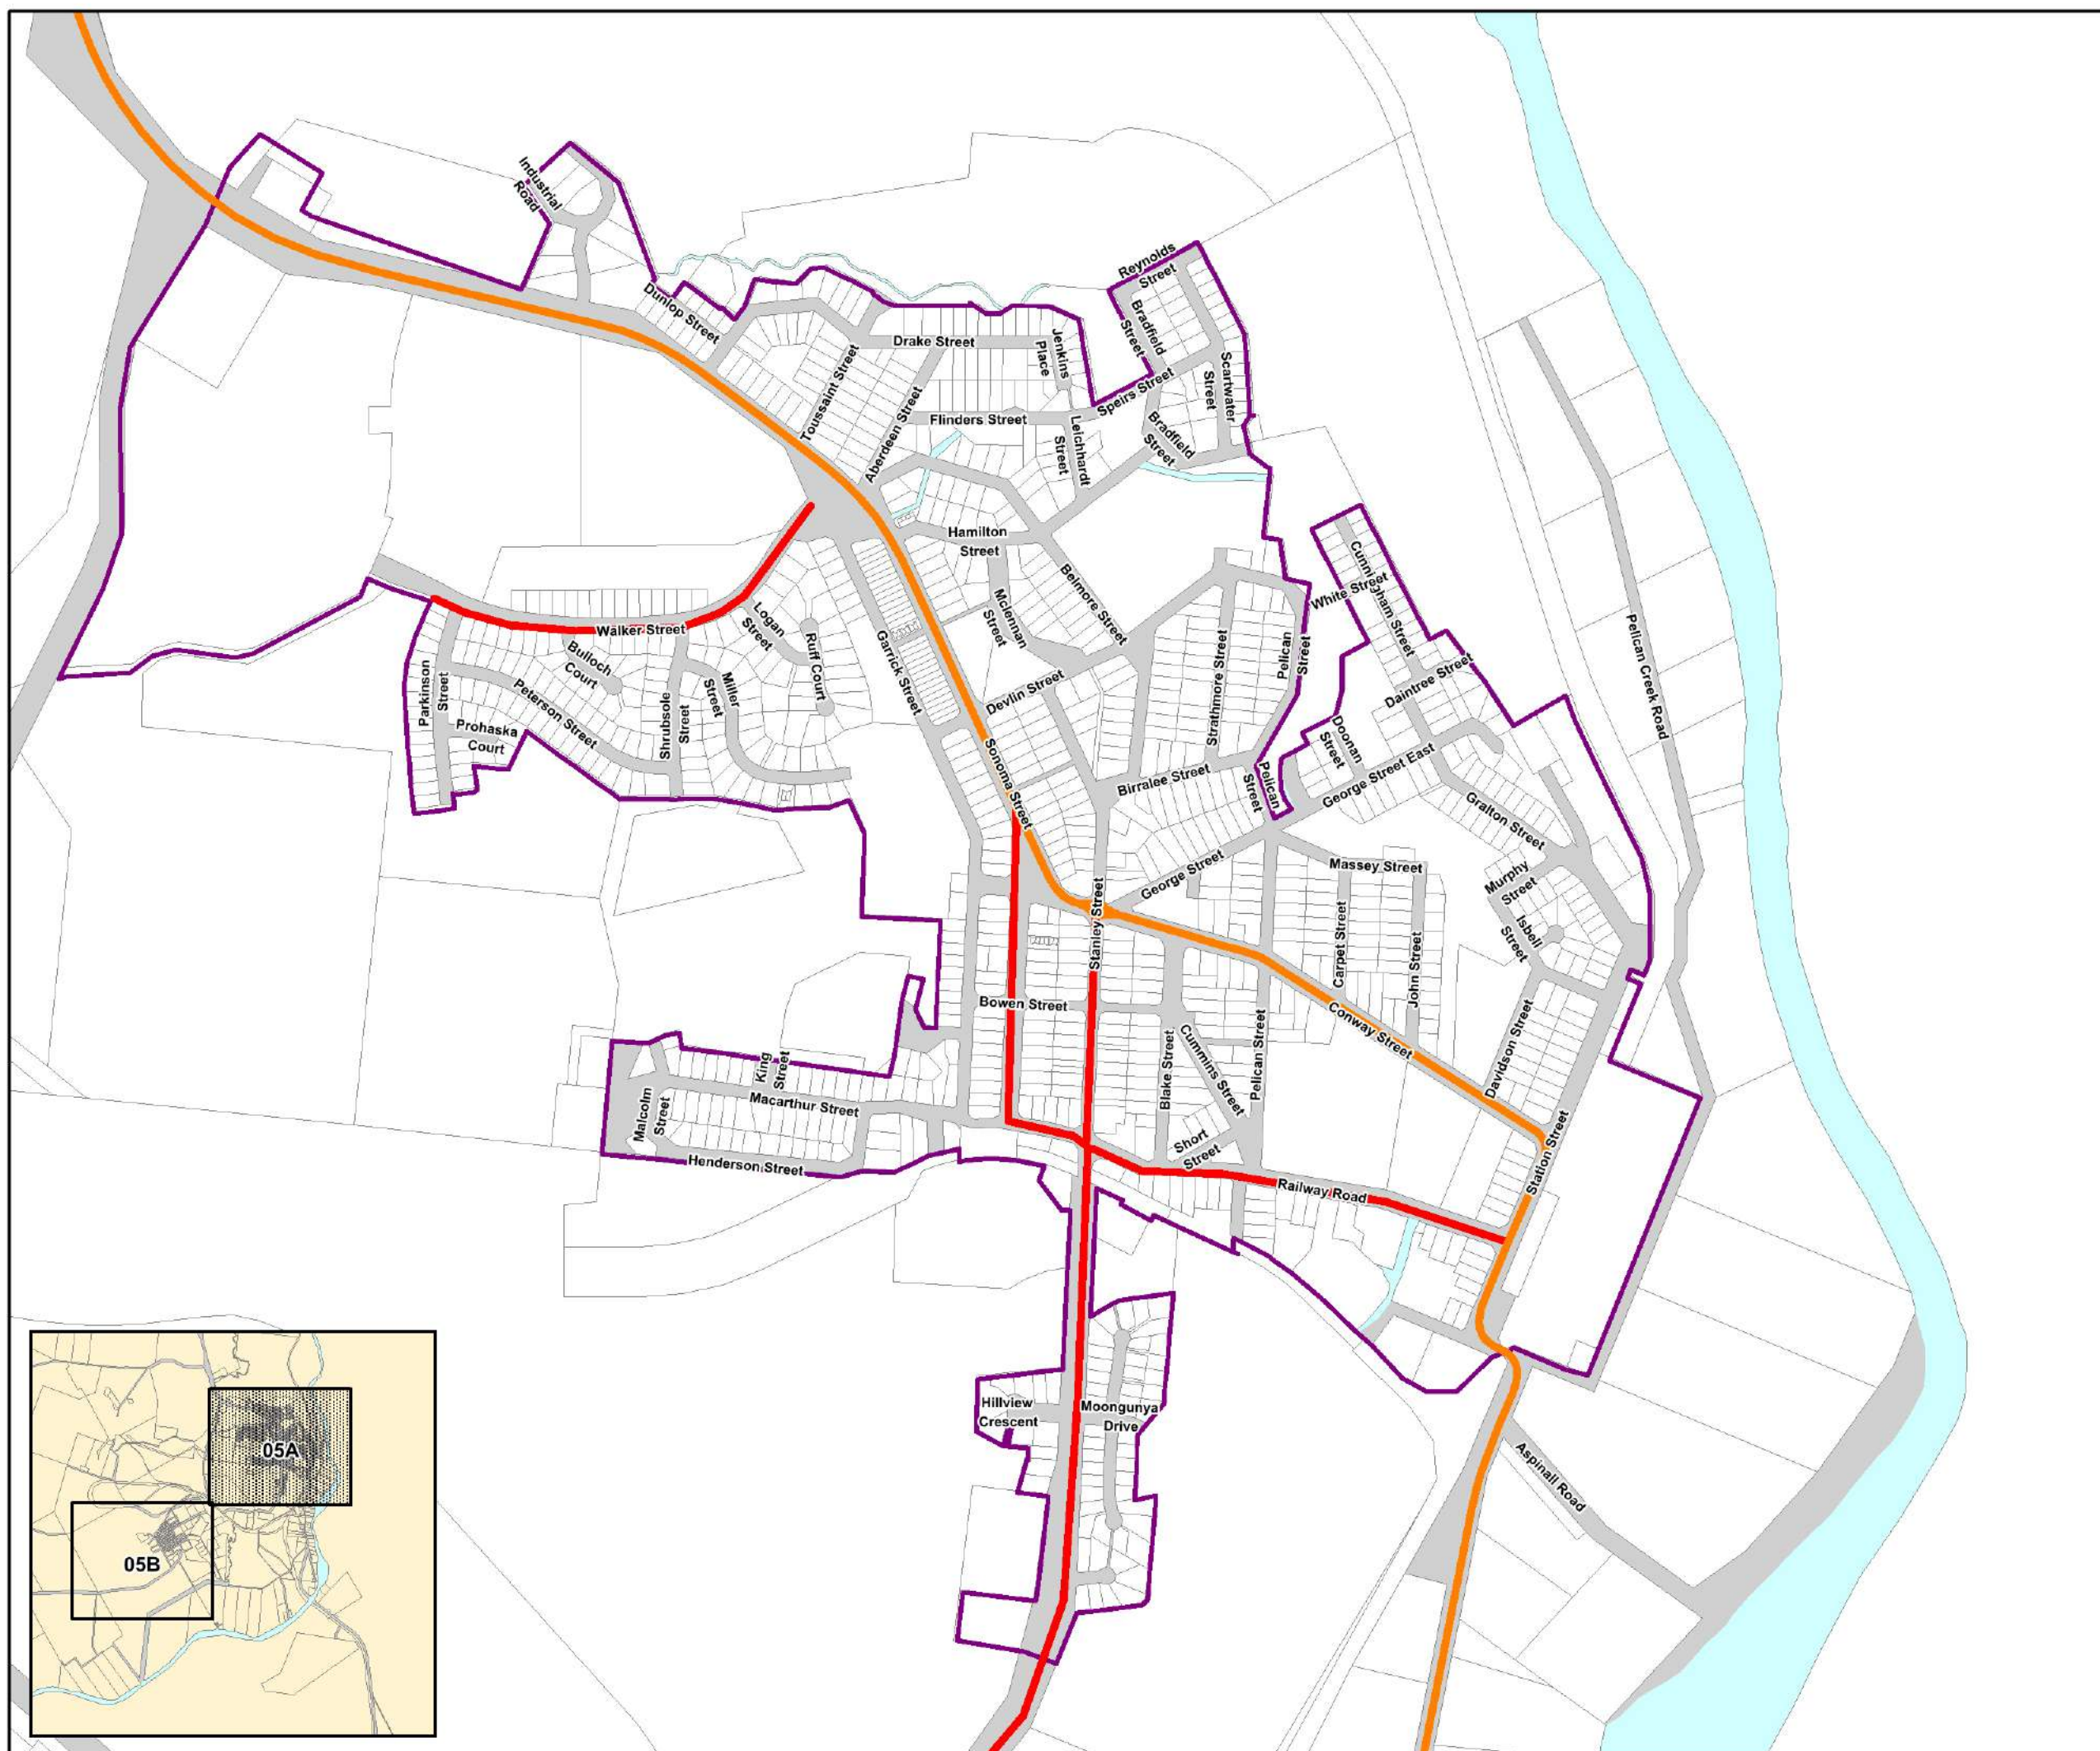 Industrial
Road
Reynolds
Street
Dunlop Street
Bradfield
Street
Drake Street
Jenkins
Place
Toussaint Street
Scartwater
Street
Speirs Street
Aberdeen Street
Flinders Street
Leichhardt
Street
Bradfield
Street
Hamilton
Street
Cunningham Street
White Street
Belmore Street
Mclennan
Street
Logan
Street
Walker Street
Ruff Court
Garrick Street
Bulloch
Court
Pelican
Street
Pelican Creek Road
Parkinson
Street
Peterson Street
Miller
Street
Shrubsole
Street
Devlin Street
Strathmore Street
Daintree Street
Prohaska
Court
Doonan
Street
Sonoma Street
George Street East
Birralee Street
Pelican
Street
Gralton Street
George Street
Massey Street
Murphy
Street
Stanley Street
Carpet Street
John Street
Isbell
Street
Bowen Street
Conway Street
Davidson Street
Blake Street
Cummins Street
Pelican Street
King
Street
Macarthur Street
Malcolm
Street
Short
Street
Station Street
Henderson Street
Railway Road
Hillview
Crescent
Moongunya
Drive
Aspinall Road
05A
05B